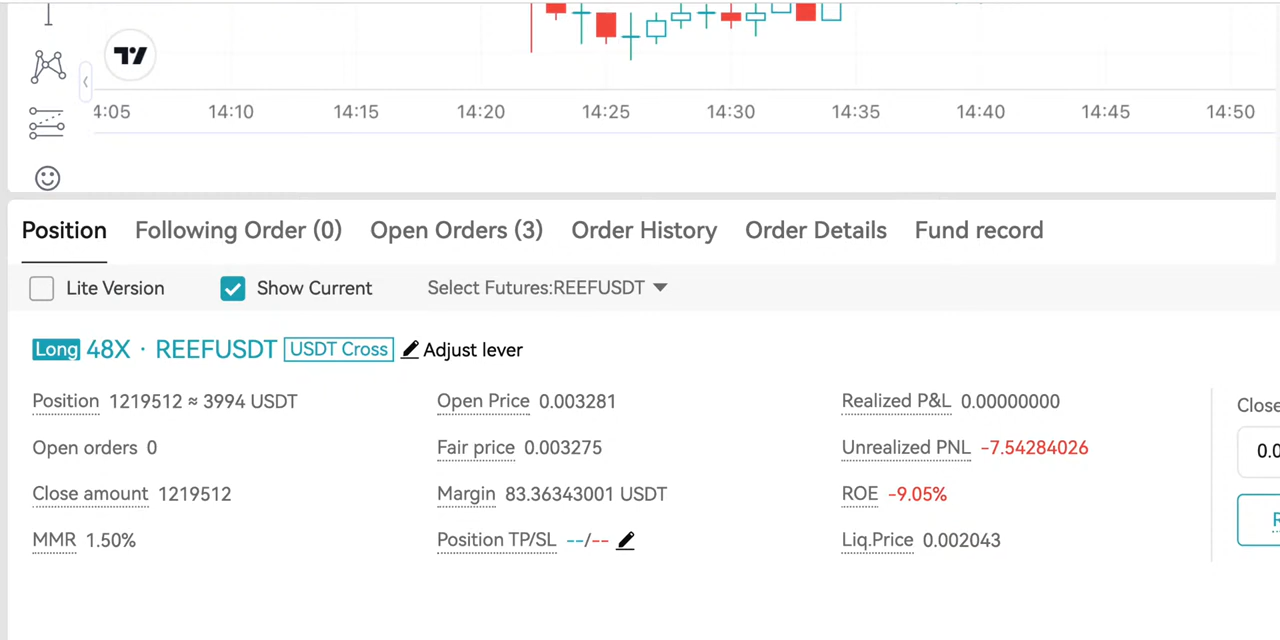 4:05 14:10 14:15 14:20 14:25 14:30 14:35 14:40 14:45 14:50
Position Following Order (0) Open Orders (3) Order History Order Details Fund record
Lite Version Show Current Select Futures:REEFUSDT
Long 48X · REEFUSDT USDT Cross Adjust lever
Position 1219512 ≈ 3994 USDT Open Price 0.003281 Realized P&L 0.00000000 Close
Open orders 0 Fair price 0.003275 Unrealized PNL -7.54284026 0.0
Close amount 1219512 Margin 83.36343001 USDT ROE -9.05%
MMR 1.50% Position TP/SL --/-- Liq.Price 0.002043